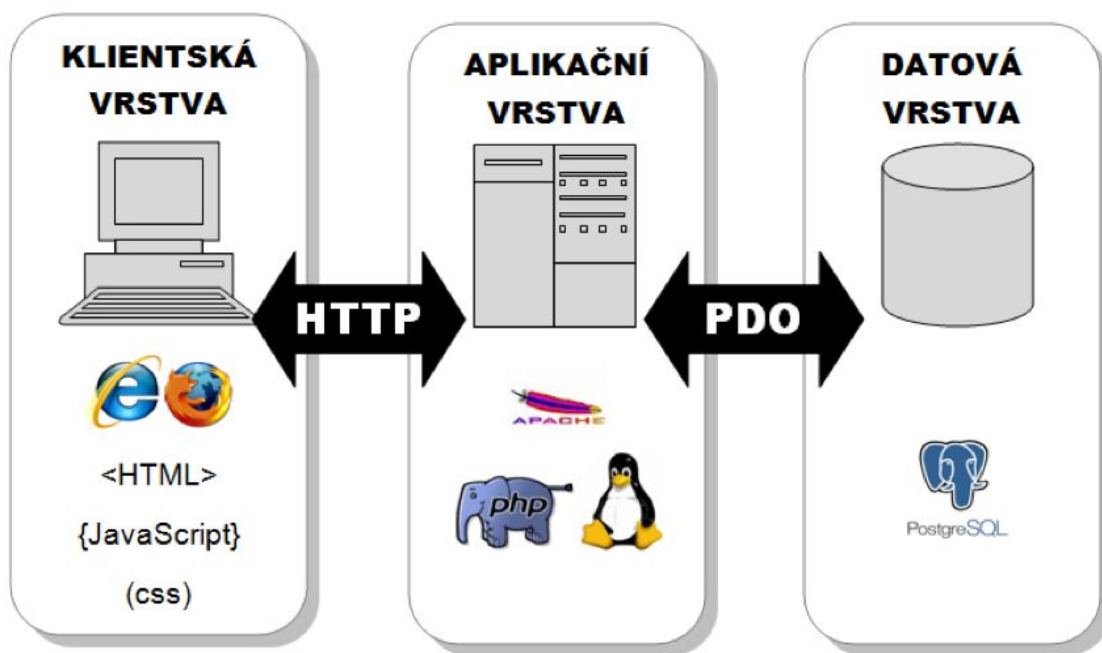 KLIENTSKÁ
VRSTVA
HTTP
<HTML>
{JavaScript}
(css)
APLIKAČNÍ
VRSTVA
PDO
APACHE
php
DATOVÁ
VRSTVA
PostgreSQL